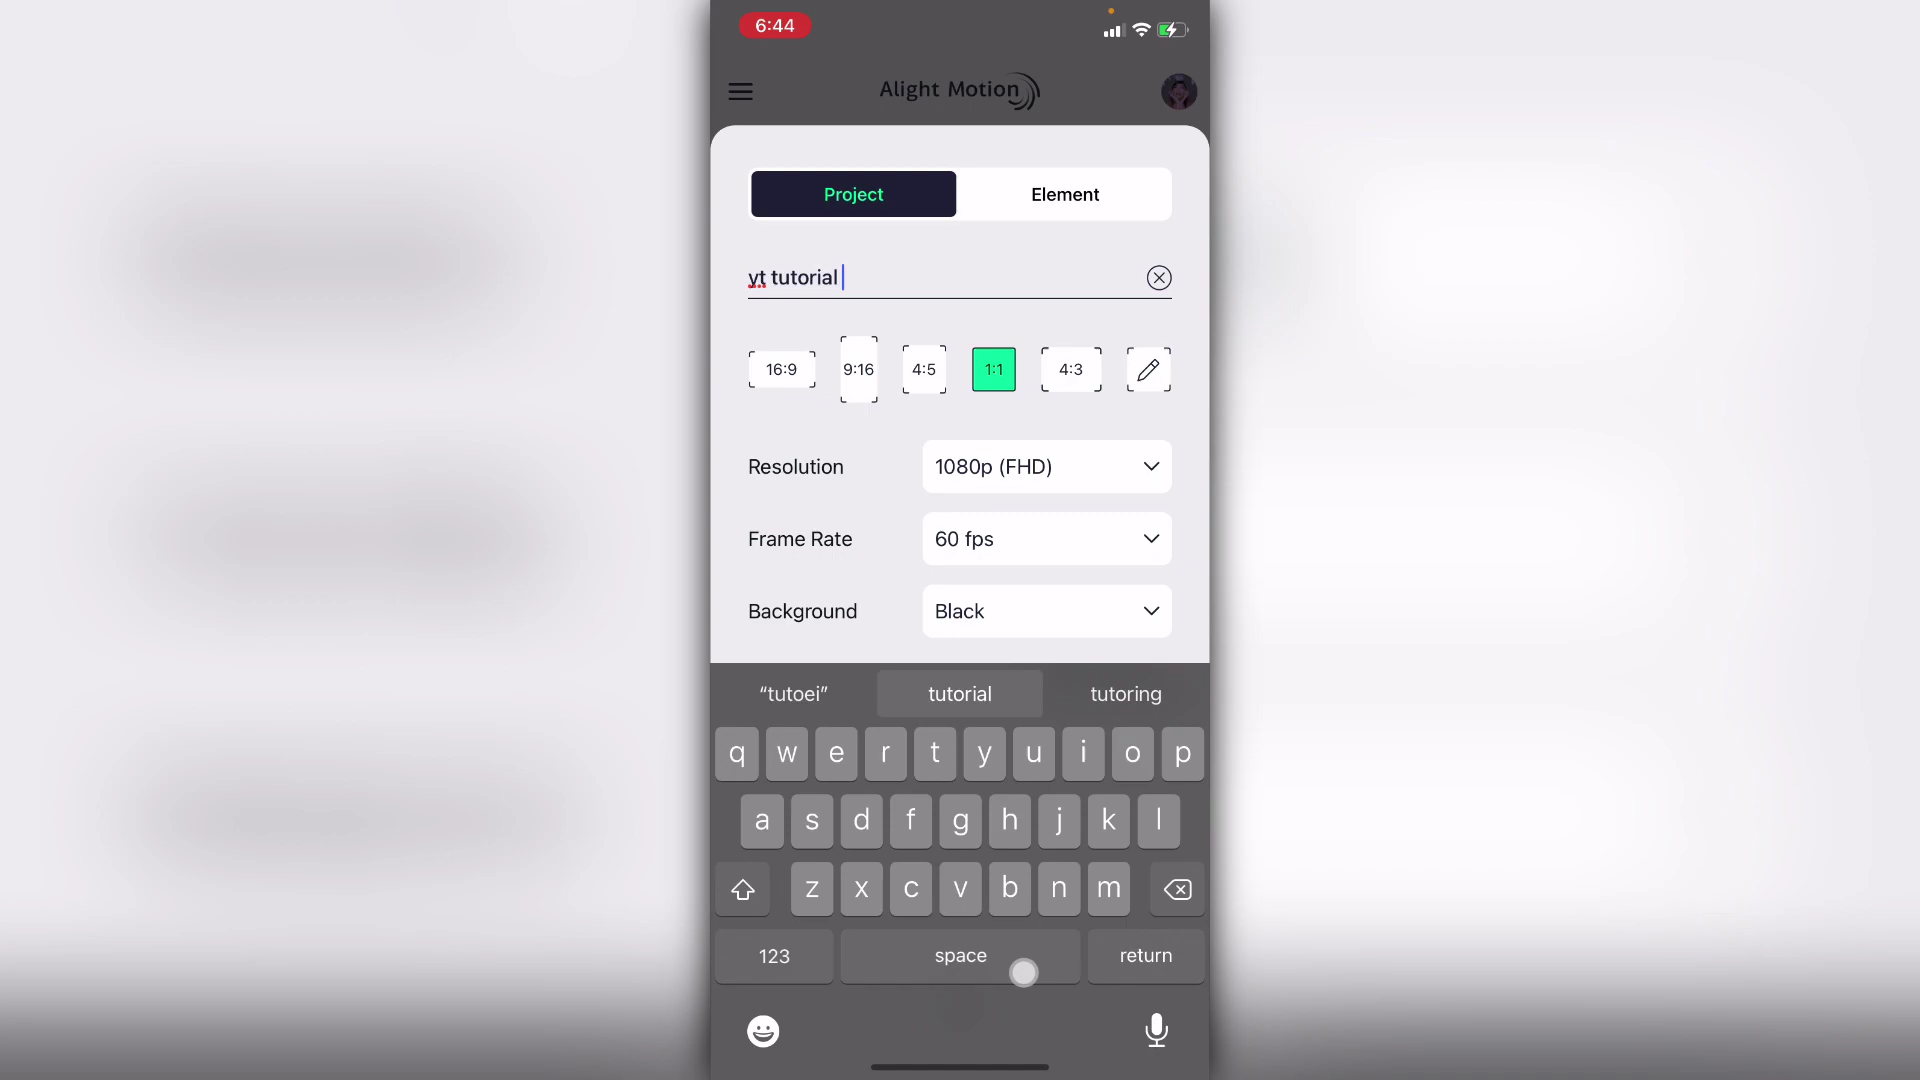 6:44
Alight Motion
Project Element
yt tutorial
16:9 9:16 4:5 1:1 4:3
Resolution 1080p (FHD)
Frame Rate 60 fps
Background Black
“tutoei” tutorial tutoring
q w e r t y u i o p
a s d f g h j k l
z x c v b n m
123 space return